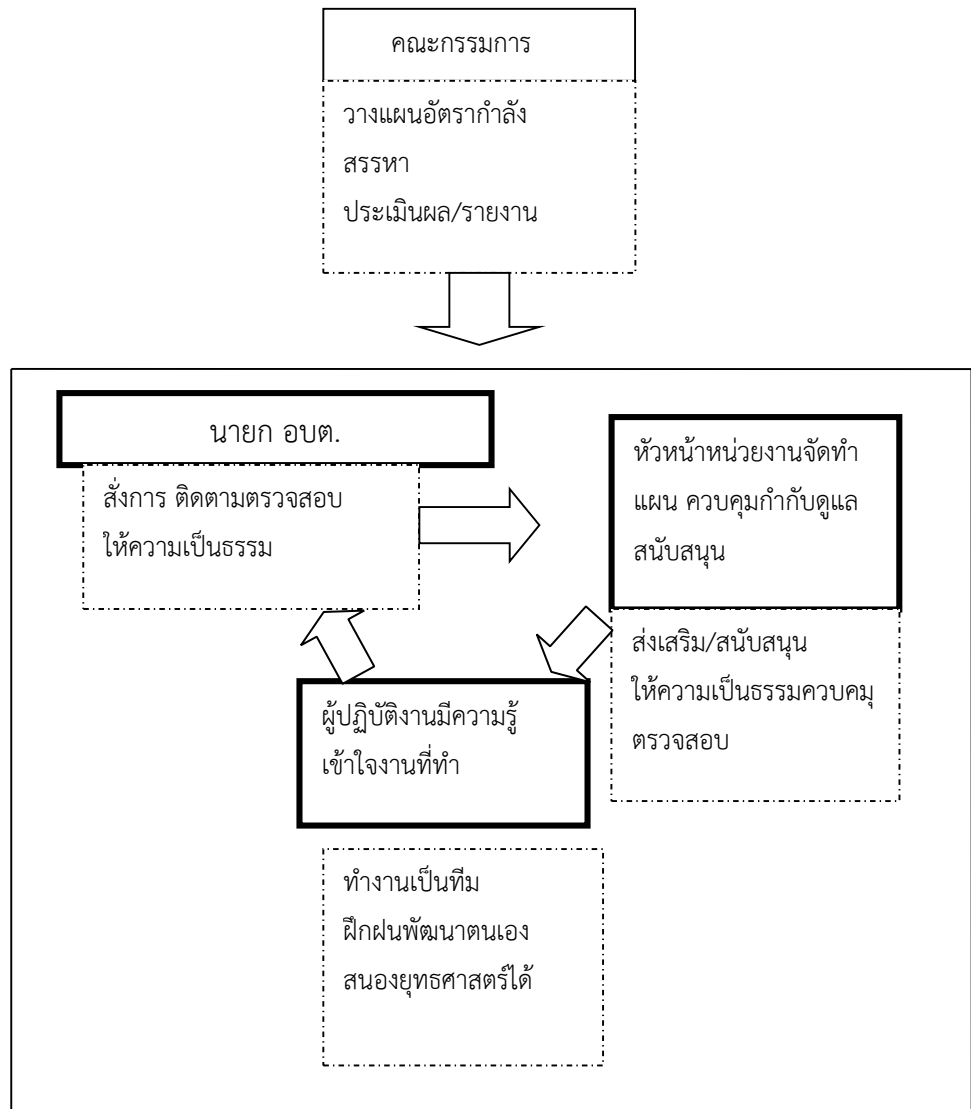 คณะกรรมการ
วางแผนอัตรากำลัง
สรรหา
ประเมินผล/รายงาน
นายก อบต.
สั่งการ ติดตามตรวจสอบ
ให้ความเป็นธรรม
หัวหน้าหน่วยงานจัดทำ
แผน ควบคุมกำกับดูแล
สนับสนุน
ส่งเสริม/สนับสนุน
ให้ความเป็นธรรมควบคมุ
ตรวจสอบ
ผู้ปฏิบัติงานมีความรู้
เข้าใจงานที่ทำ
ทำงานเป็นทีม
ฝึกฝนพัฒนาตนเอง
สนองยุทธศาสตร์ได้